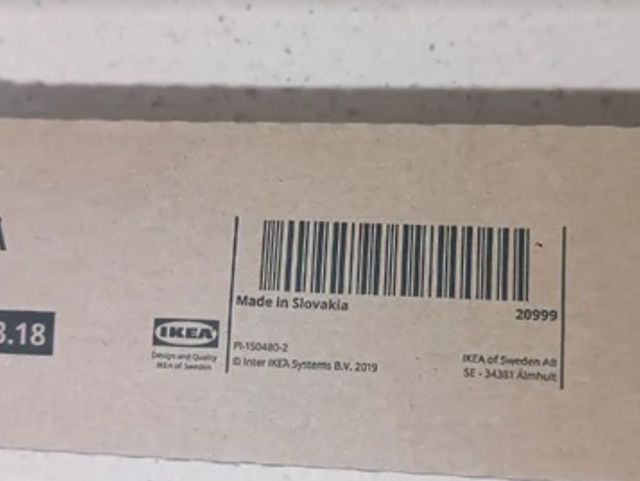 3.18
IKEA
Design and Quality
IKEA of Sweden
Made in Slovakia
20999
PI-150480-2
© Inter IKEA Systems B.V. 2019
IKEA of Sweden AB
SE - 34381 Älmhult